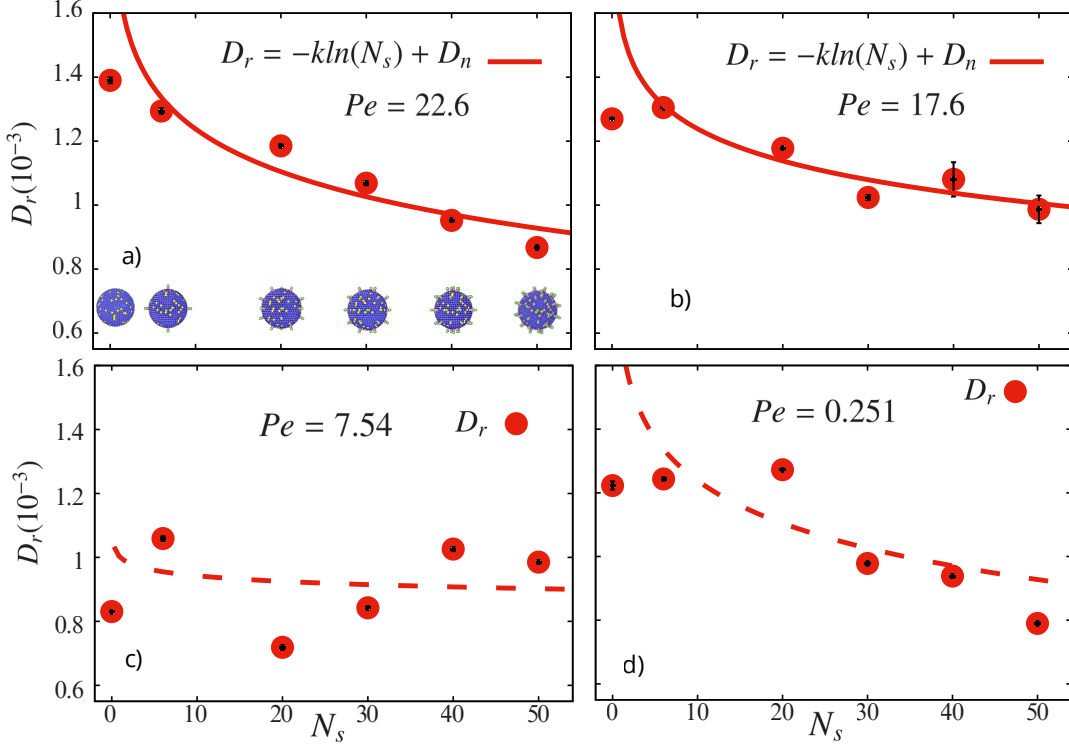 1.6
1.4
1.2
1
0.8
0.6
D_r(10^{-3})
D_r = −kln(N_s) + D_n
Pe = 22.6
a)
D_r = −kln(N_s) + D_n
Pe = 17.6
b)
1.6
1.4
1.2
1
0.8
0.6
D_r(10^{-3})
Pe = 7.54
D_r
c)
0 10 20 30 40 50
N_s
D_r
Pe = 0.251
d)
0 10 20 30 40 50
N_s